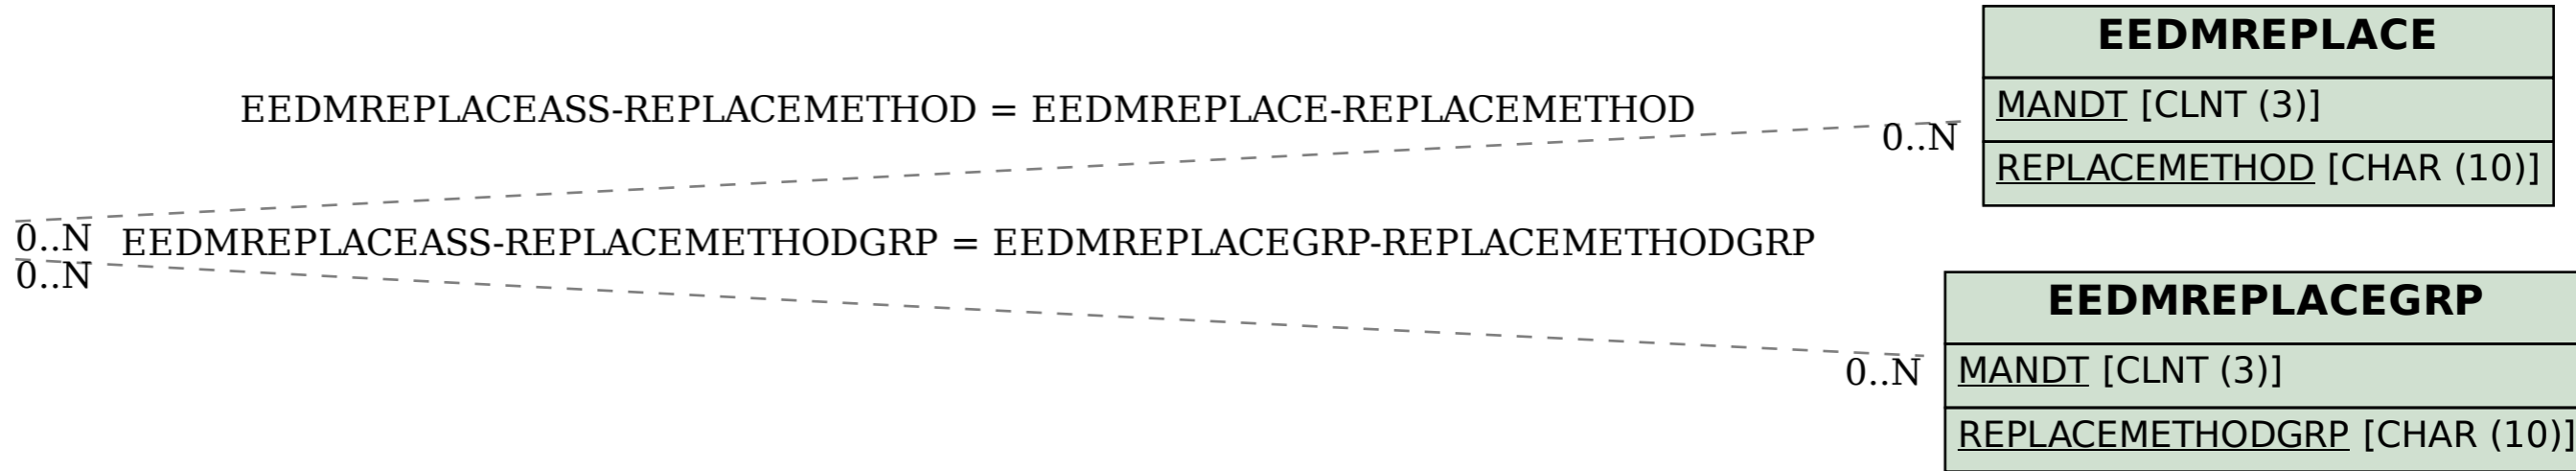 EEDMREPLACE
EEDMREPLACEASS-REPLACEMETHOD = EEDMREPLACE-REPLACEMETHOD
MANDT [CLNT (3)]
0..N
REPLACEMETHOD [CHAR (10)]
0..N
EEDMREPLACEASS-REPLACEMETHODGRP = EEDMREPLACEGRP-REPLACEMETHODGRP
0..N
EEDMREPLACEGRP
0..N
MANDT [CLNT (3)]
REPLACEMETHODGRP [CHAR (10)]